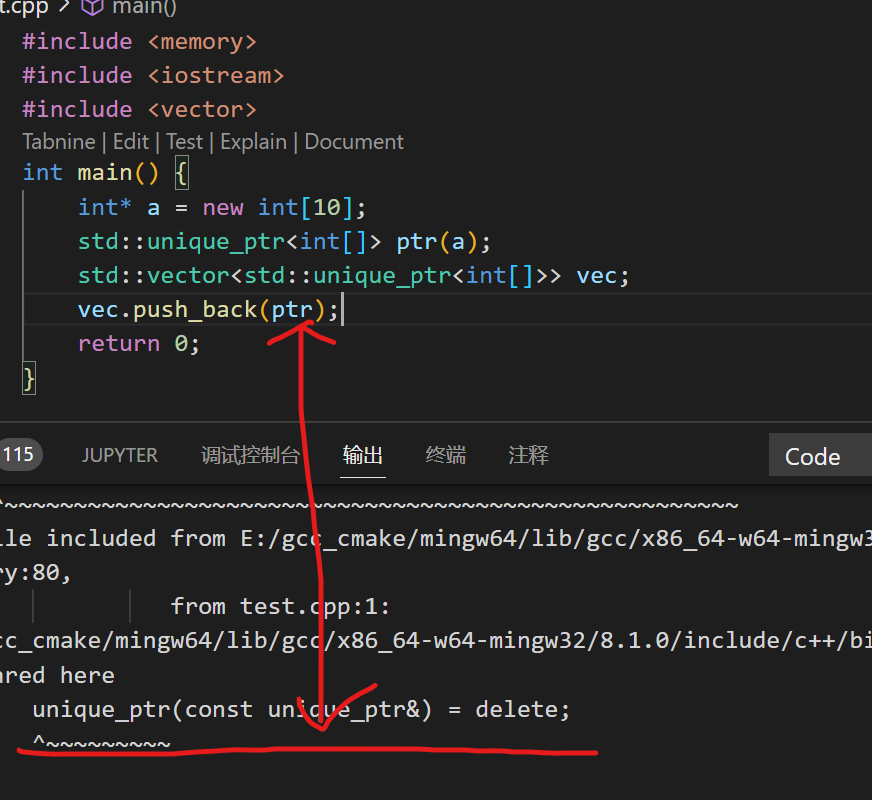 t.cpp > main()
#include <memory>
#include <iostream>
#include <vector>
Tabnine | Edit | Test | Explain | Document
int main() {
    int* a = new int[10];
    std::unique_ptr<int[]> ptr(a);
    std::vector<std::unique_ptr<int[]>> vec;
    vec.push_back(ptr);
    return 0;
}
115 JUPYTER 调试控制台 输出 终端 注释 Code
^~~~~~~~~~~~~~~~~~~~~~~~~~~~~~~~~~~~~~~~~~~~~~~~~~~~~~
le included from E:/gcc_cmake/mingw64/lib/gcc/x86_64-w64-mingw3
ry:80,
from test.cpp:1:
cc_cmake/mingw64/lib/gcc/x86_64-w64-mingw32/8.1.0/include/c++/bi
ared here
unique_ptr(const unique_ptr&) = delete;
^~~~~~~~~~